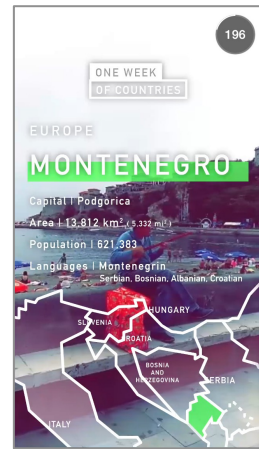 196
ONE WEEK
OF COUNTRIES
EUROPE
MONTENEGRO
Capital | Podgorica
Area | 13.812 km² ( 5.332 mi² )
Population | 621.383
Languages | Montenegrin
Serbian, Bosnian, Albanian, Croatian
HUNGARY
SLOVENIA
CROATIA
BOSNIA
AND
HERZEGOVINA
SERBIA
ITALY